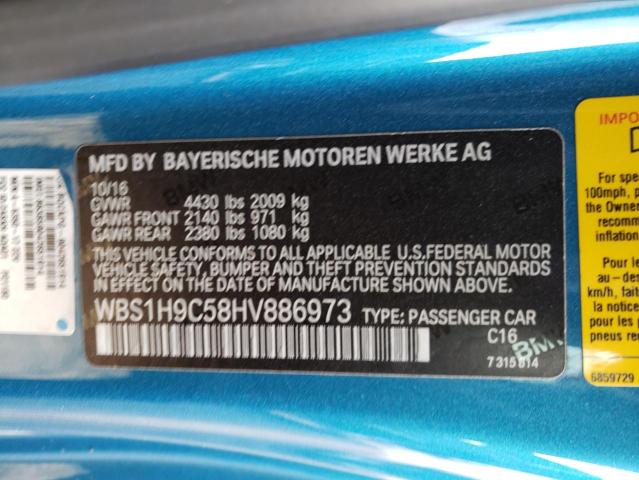 MFD BY BAYERISCHE MOTOREN WERKE AG
10/16
GVWR 4430 lbs 2009 kg
GAWR FRONT 2140 lbs 971 kg
GAWR REAR 2380 lbs 1080 kg
THIS VEHICLE CONFORMS TO ALL APPLICABLE
U.S.FEDERAL MOTOR VEHICLE SAFETY, BUMPER,
AND THEFT PREVENTION STANDARDS IN EFFECT
ON THE DATE OF MANUFACTURE SHOWN ABOVE.
WBS1H9C58HV886973 TYPE: PASSENGER CAR
C16
7 315 814
BMW
IMPO
For spe
100mph,
the Owne
recomm
inflation
Pour le
au-des
km/h, fait
pour les
pneus rec
6859729